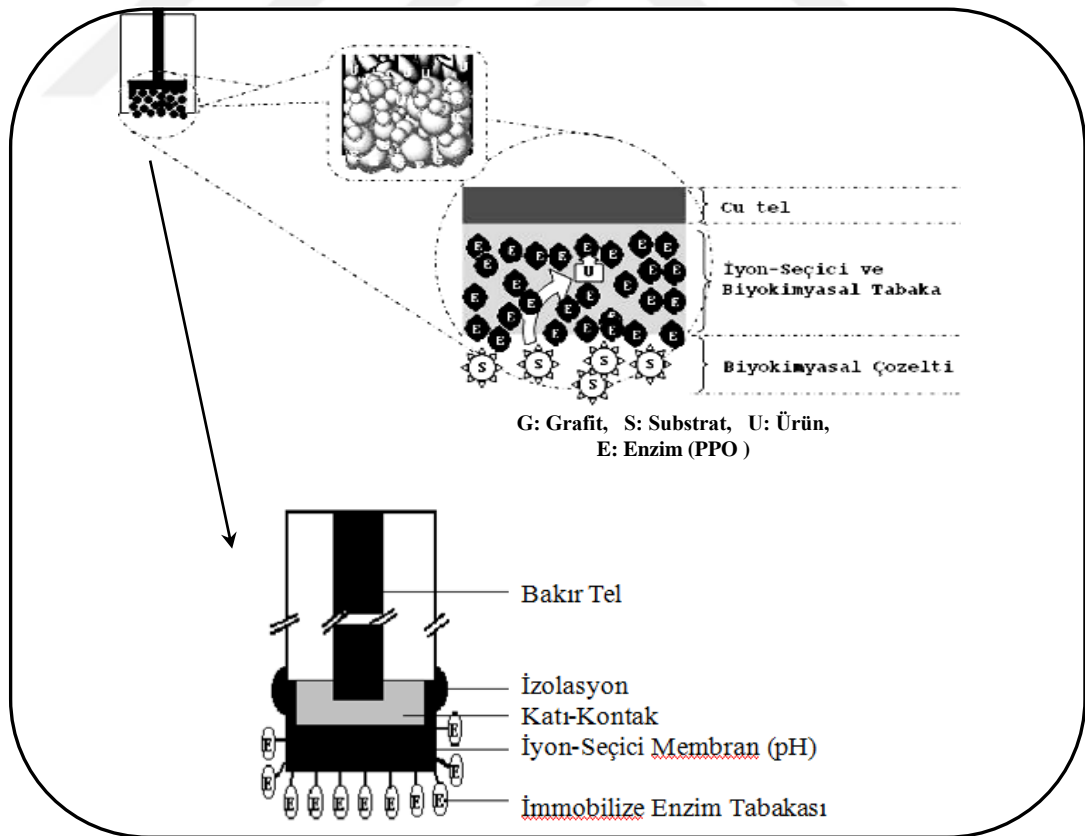 Cu tel
İyon-Seçici ve
Biyokimyasal Tabaka
Biyokimyasal Çozelti
E E E E E E E E E
E E
E U E E
E E E E E E
E E E
E E E E E E E
S S S S
S
G: Grafit, S: Substrat, U: Ürün,
E: Enzim (PPO )
Bakır Tel
İzolasyon
Katı-Kontak
İyon-Seçici Membran (pH)
İmmobilize Enzim Tabakası
E E
E E
E E E E E E E